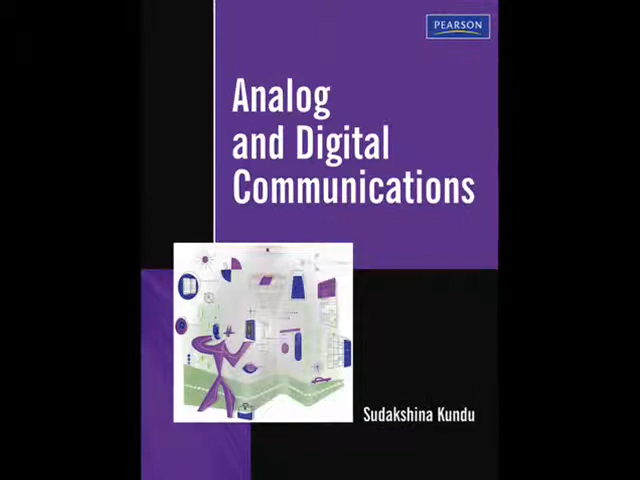 PEARSON
Analog
and Digital
Communications
Sudakshina Kundu